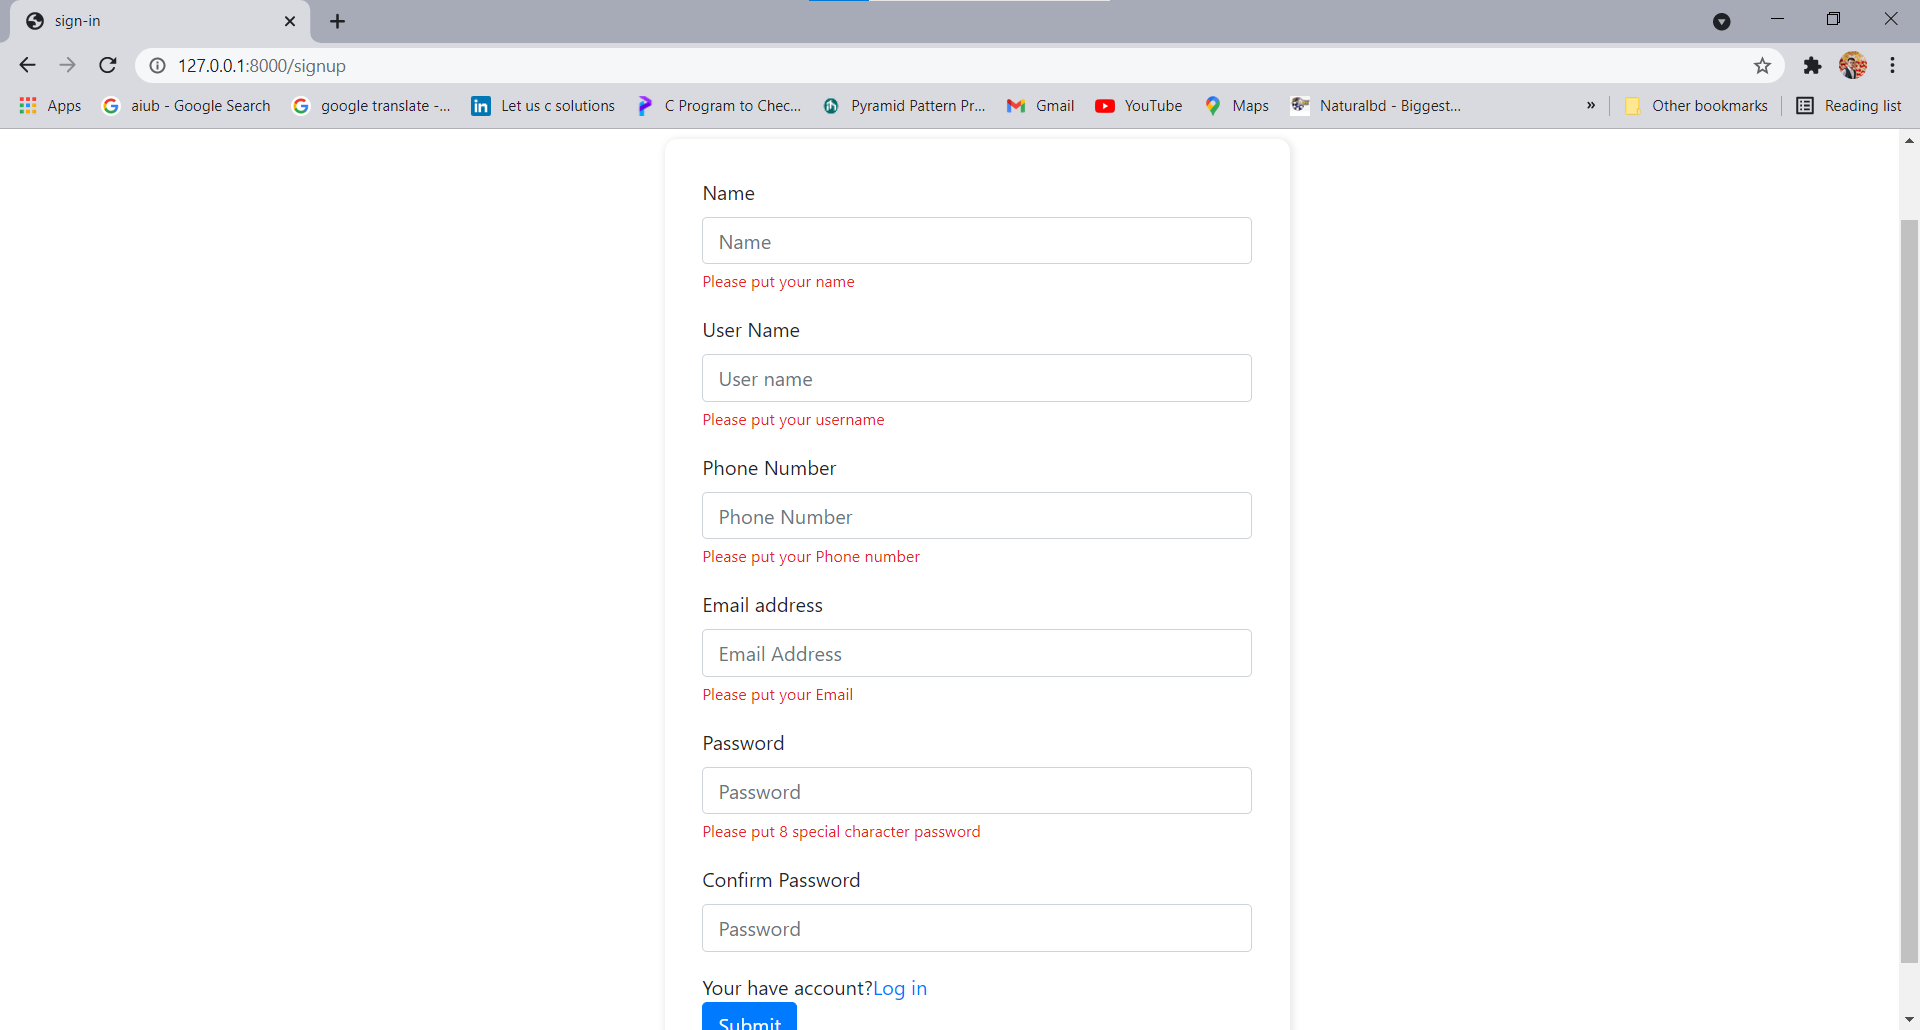 sign-in
127.0.0.1:8000/signup
Apps aiub - Google Search google translate -... Let us c solutions C Program to Chec... Pyramid Pattern Pr... Gmail YouTube Maps Naturalbd - Biggest... » Other bookmarks Reading list
Name
Name
Please put your name
User Name
User name
Please put your username
Phone Number
Phone Number
Please put your Phone number
Email address
Email Address
Please put your Email
Password
Password
Please put 8 special character password
Confirm Password
Password
Your have account?Log in
Submit